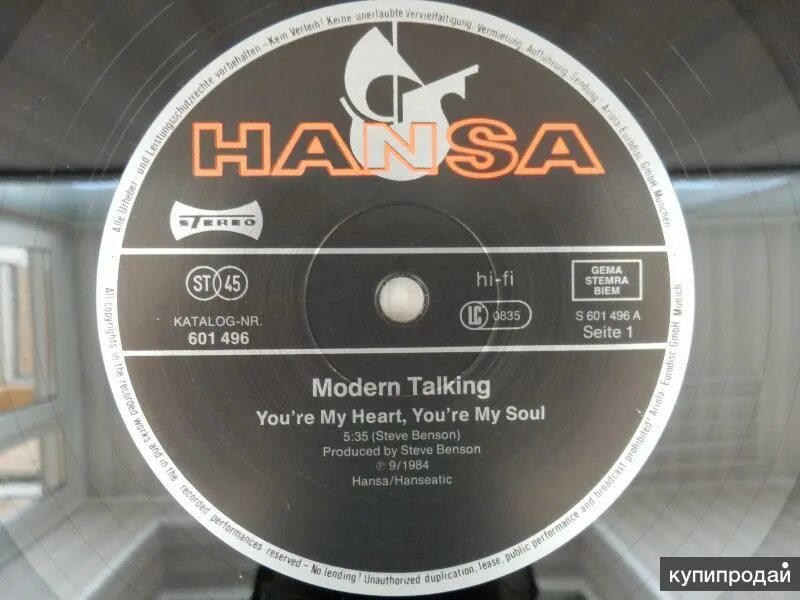 Alle Urheber- und Leistungsschutzrechte vorbehalten – Kein Verleih! Keine unerlaubte Vervielfältigung, Vermietung, Aufführung, Sendung! Ariola-Eurodisc GmbH, München
HANSA
STEREO
ST 45
KATALOG-NR.
601 496
hi-fi
LC 0835
GEMA
STEMRA
BIEM
S 601 496 A
Seite 1
Modern Talking
You're My Heart, You're My Soul
5:35 (Steve Benson)
Produced by Steve Benson
℗ 9/1984
Hansa/Hanseatic
All copyrights in the recorded works and in the recorded performances reserved – No lending! Unauthorized duplication, lease, public performance and broadcast prohibited! Ariola-Eurodisc GmbH, Munich
купипродай